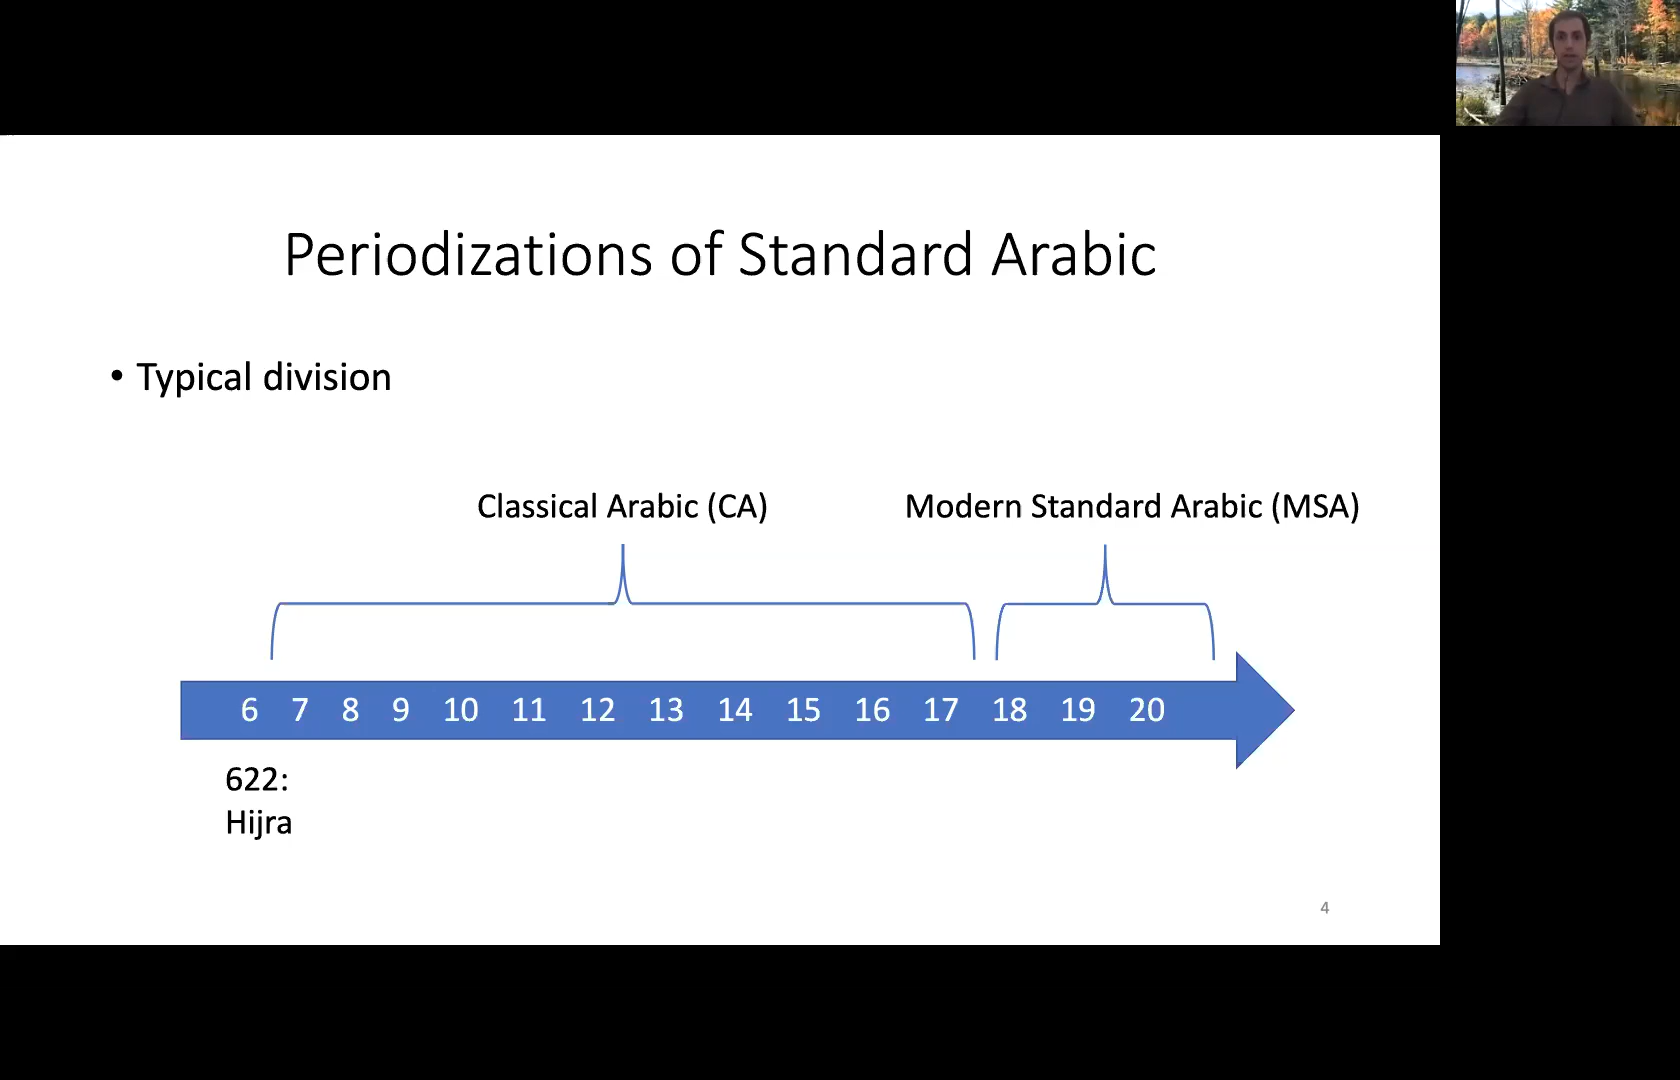 Periodizations of Standard Arabic
• Typical division
Classical Arabic (CA)
Modern Standard Arabic (MSA)
6 7 8 9 10 11 12 13 14 15 16 17 18 19 20
622:
Hijra
4